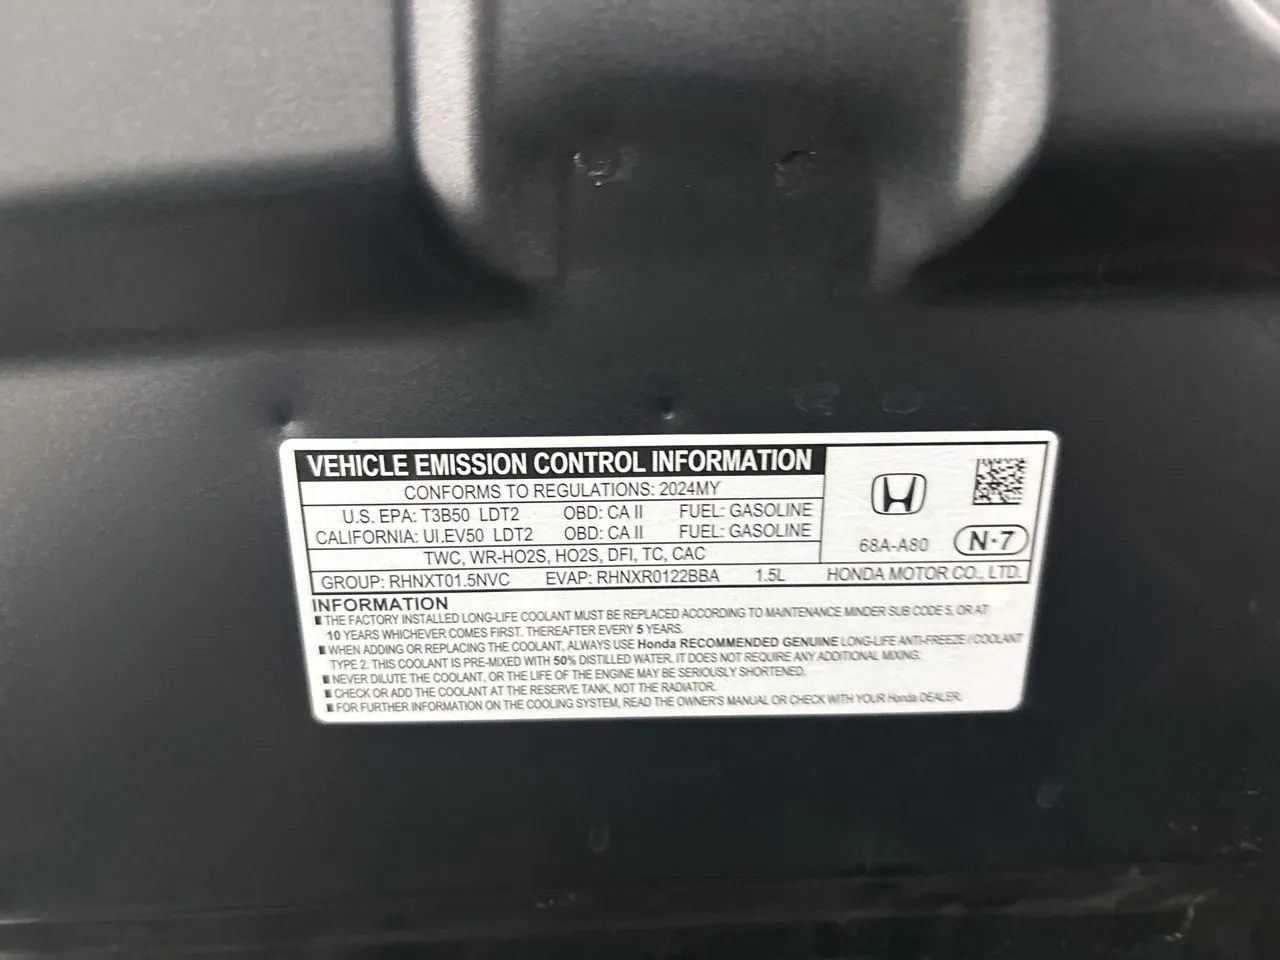 VEHICLE EMISSION CONTROL INFORMATION
CONFORMS TO REGULATIONS: 2024MY
U.S. EPA: T3B50 LDT2 OBD: CA II FUEL: GASOLINE
CALIFORNIA: ULEV50 LDT2 OBD: CA II FUEL: GASOLINE
TWC, WR-HO2S, HO2S, DFI, TC, CAC
68A-A80 N·7
GROUP: RHNXT01.5NVC EVAP: RHNXR0122BBA 1.5L HONDA MOTOR CO., LTD.
INFORMATION
THE FACTORY INSTALLED LONG-LIFE COOLANT MUST BE REPLACED ACCORDING TO MAINTENANCE MINDER SUB CODE 5, OR AT
10 YEARS WHICHEVER COMES FIRST. THEREAFTER EVERY 5 YEARS.
WHEN ADDING OR REPLACING THE COOLANT, ALWAYS USE Honda RECOMMENDED GENUINE LONG-LIFE ANTI-FREEZE / COOLANT
TYPE 2. THIS COOLANT IS PRE-MIXED WITH 50% DISTILLED WATER. IT DOES NOT REQUIRE ANY ADDITIONAL MIXING.
NEVER DILUTE THE COOLANT, OR THE LIFE OF THE ENGINE MAY BE SERIOUSLY SHORTENED.
CHECK OR ADD THE COOLANT AT THE RESERVE TANK, NOT THE RADIATOR.
FOR FURTHER INFORMATION ON THE COOLING SYSTEM, READ THE OWNER'S MANUAL OR CHECK WITH YOUR Honda DEALER.